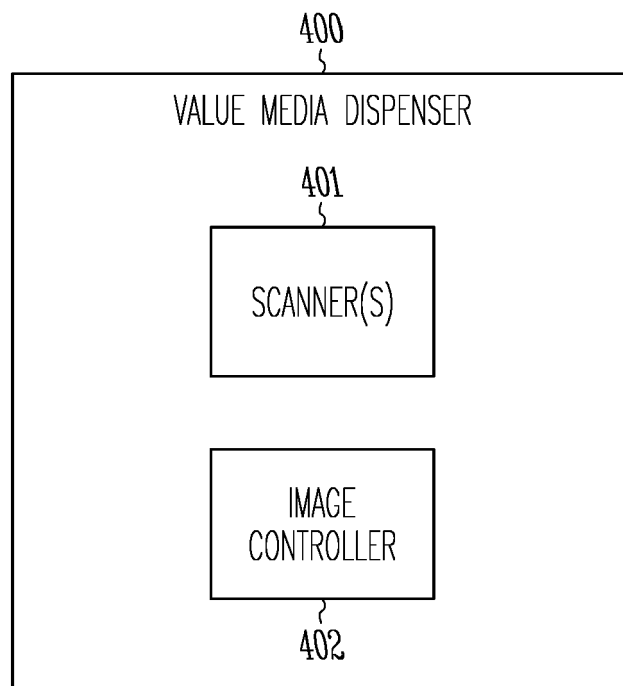 400
VALUE MEDIA DISPENSER
401
SCANNER(S)
IMAGE
CONTROLLER
402